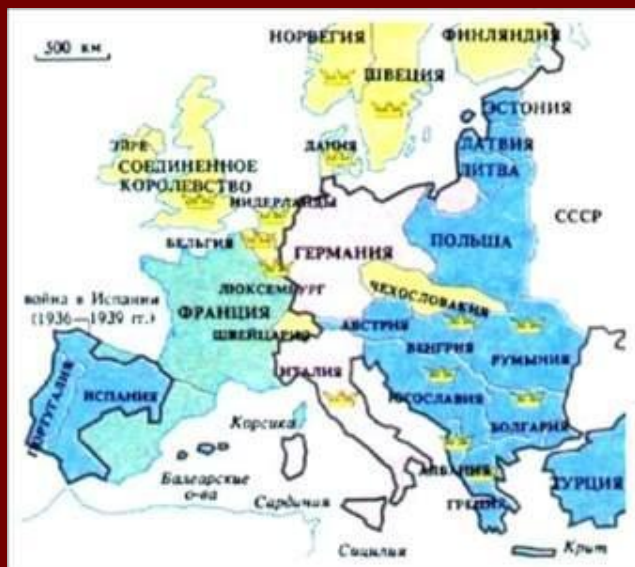 500 км
НОРВЕГИЯ
ФИНЛЯНДИЯ
ШВЕЦИЯ
ЭСТОНИЯ
ЛАТВИЯ
ЛИТВА
ДАНИЯ
ЭЙРЕ
СОЕДИНЕННОЕ
КОРОЛЕВСТВО
НИДЕРЛАНДЫ
СССР
БЕЛЬГИЯ
ГЕРМАНИЯ
ПОЛЬША
ЛЮКСЕМБУРГ
ЧЕХОСЛОВАКИЯ
война в Испании
(1936—1939 гг.)
ФРАНЦИЯ
ШВЕЙЦАРИЯ
АВСТРИЯ
ВЕНГРИЯ
РУМЫНИЯ
ИТАЛИЯ
ПОРТУГАЛИЯ
ИСПАНИЯ
ЮГОСЛАВИЯ
БОЛГАРИЯ
Корсика
Балеарские
о-ва
Сардиния
АЛБАНИЯ
ТУРЦИЯ
ГРЕЦИЯ
Сицилия
Крит